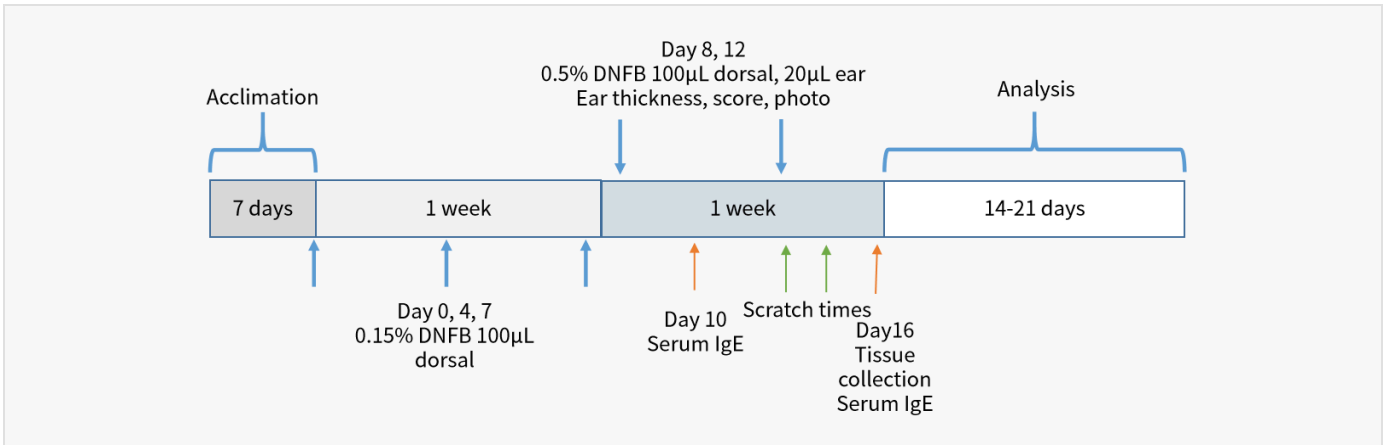 Day 8, 12
0.5% DNFB 100μL dorsal, 20μL ear
Ear thickness, score, photo
Acclimation
Analysis
7 days
1 week
1 week
14-21 days
Day 0, 4, 7
0.15% DNFB 100μL
dorsal
Day 10
Serum IgE
Scratch times
Day16
Tissue
collection
Serum IgE